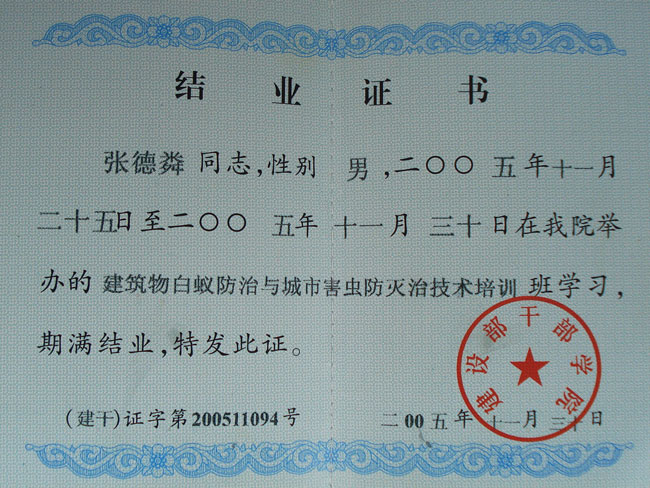 结业证书
张德粦 同志，性别 男，二〇〇五年十一月
二十五日至二〇〇五年十一月三十日在我院举
办的 建筑物白蚁防治与城市害虫防灭治技术培训 班学习，
期满结业，特发此证。
建设部干部学院
（建干）证字第200511094号
二00五年十一月三十日